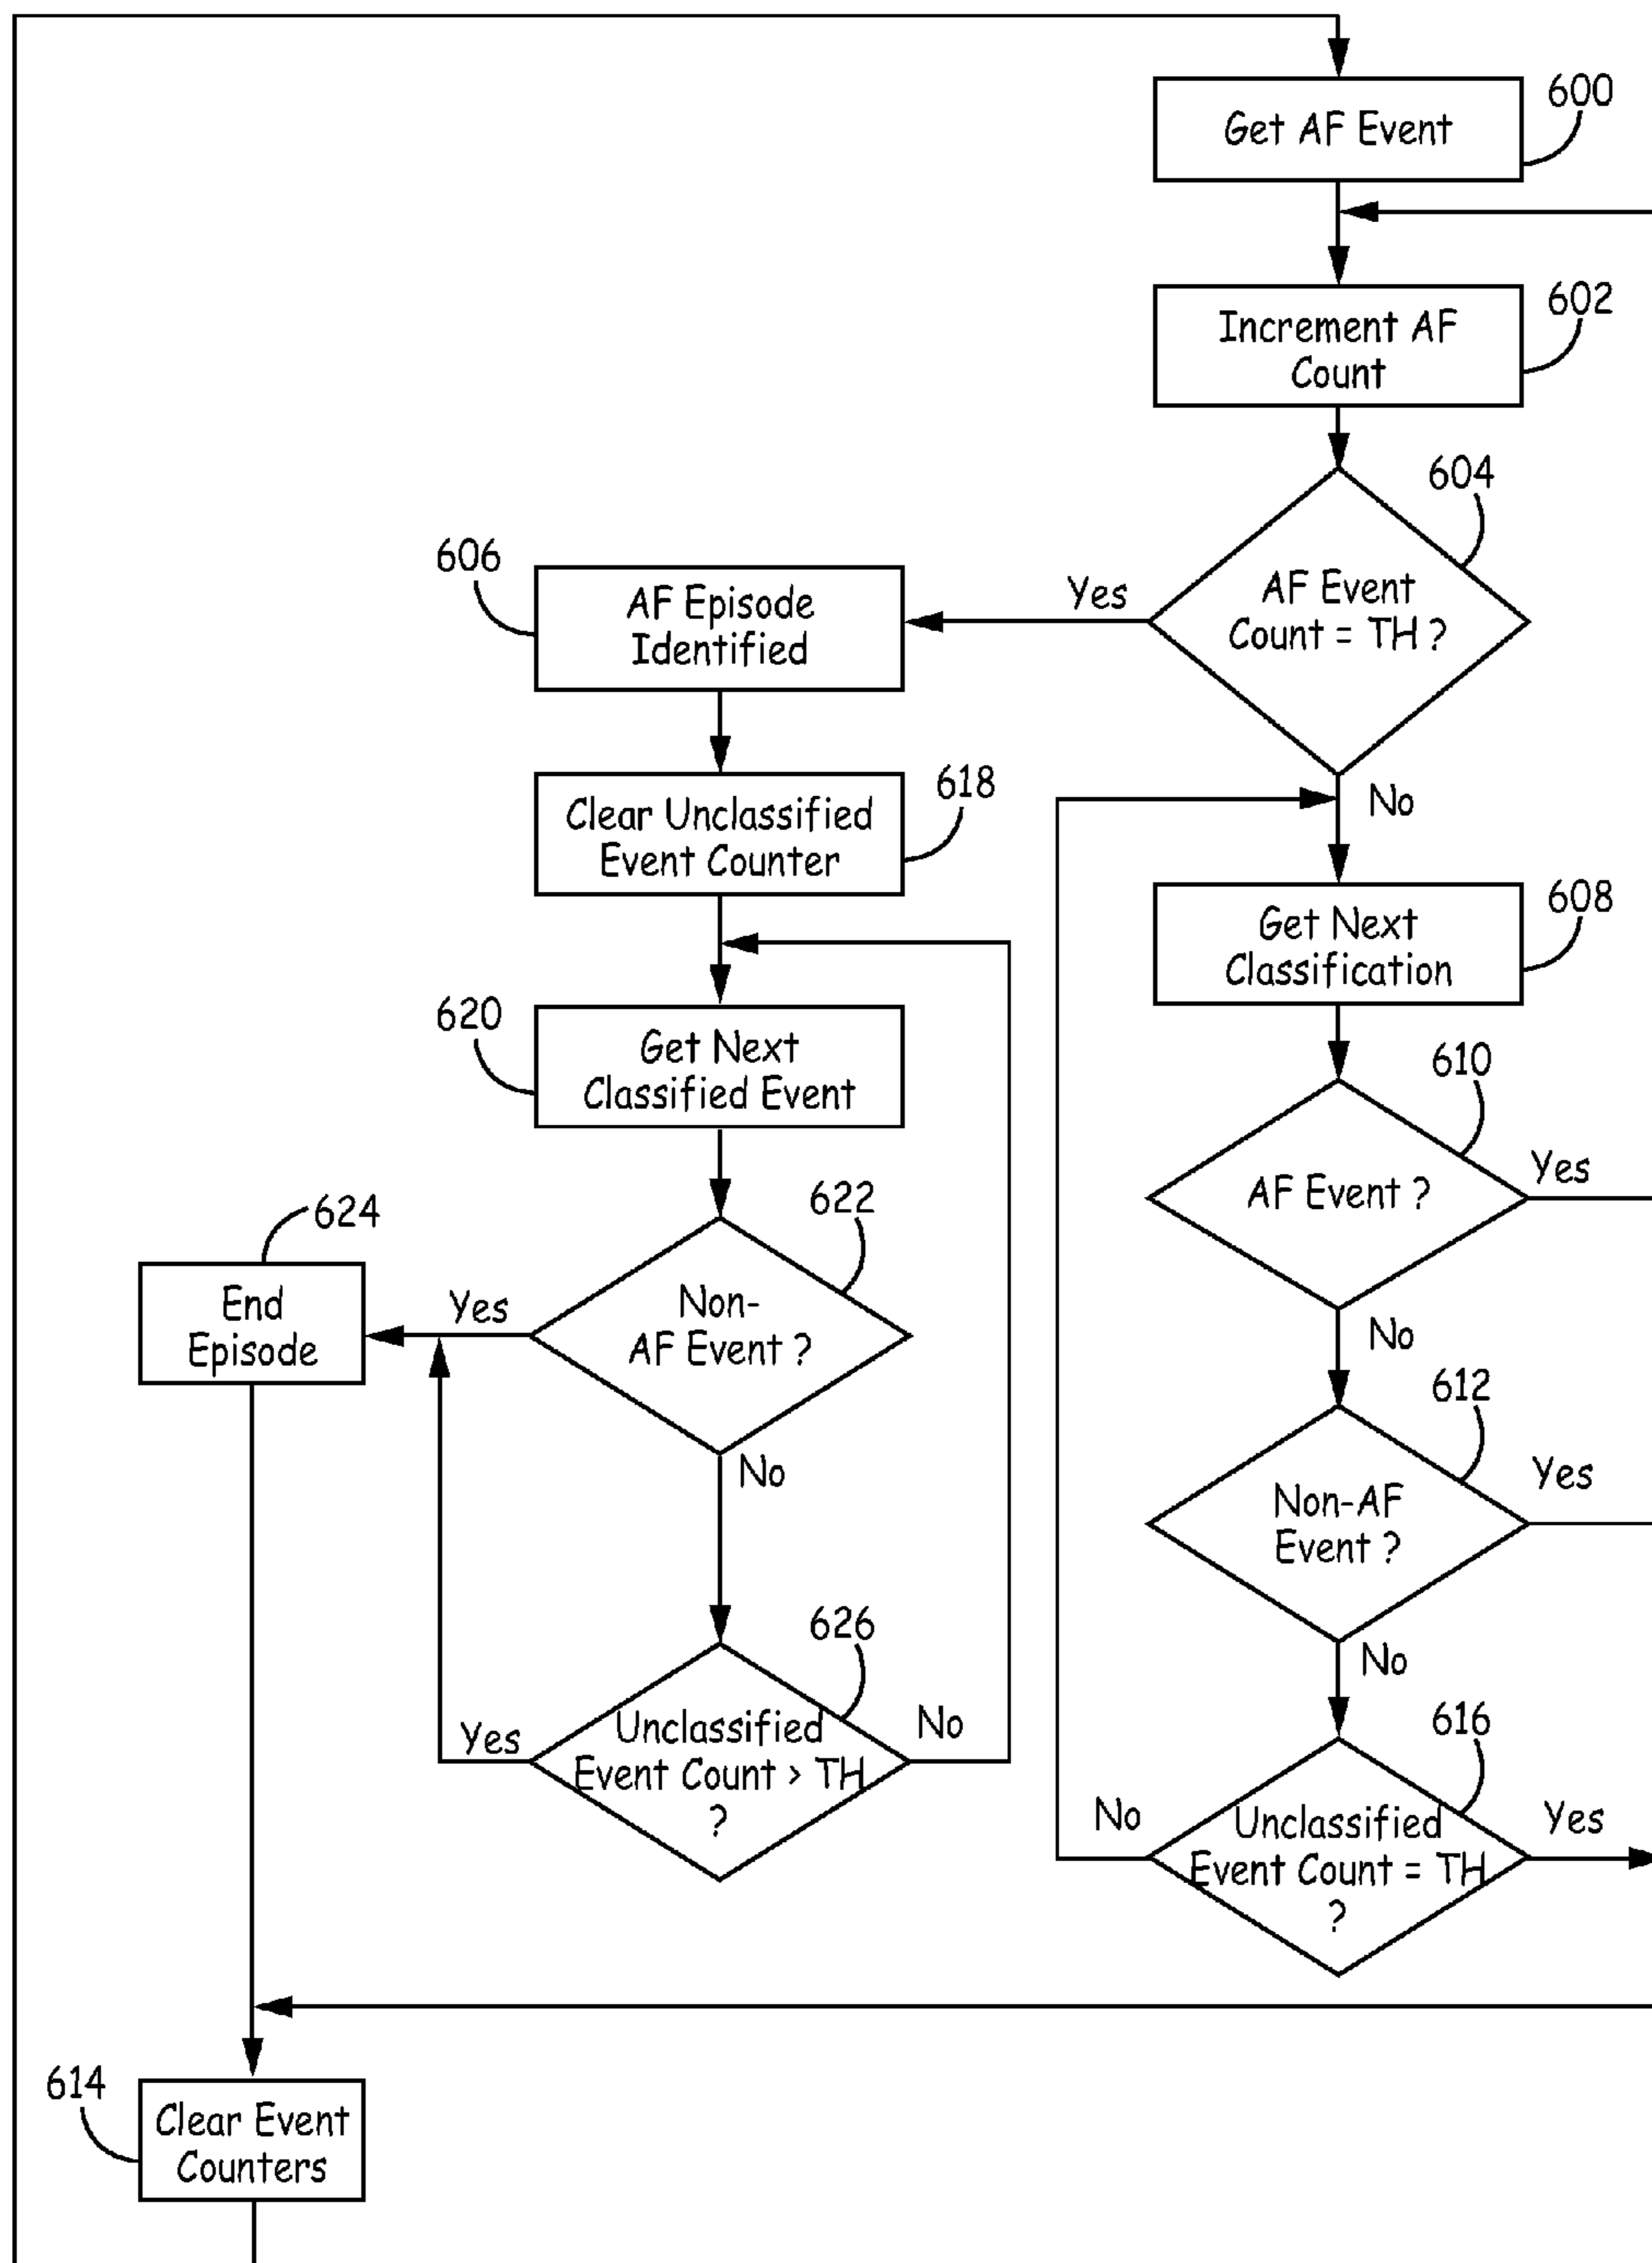 600
Get AF Event
602
Increment AF
Count
604
AF Event
Count = TH ?
Yes
No
606
AF Episode
Identified
618
Clear Unclassified
Event Counter
608
Get Next
Classification
620
Get Next
Classified Event
610
AF Event ?
Yes
No
622
Non-
AF Event ?
Yes
No
624
End
Episode
612
Non-AF
Event ?
Yes
No
626
Unclassified
Event Count > TH
?
Yes
No
616
Unclassified
Event Count = TH
?
No
Yes
614
Clear Event
Counters